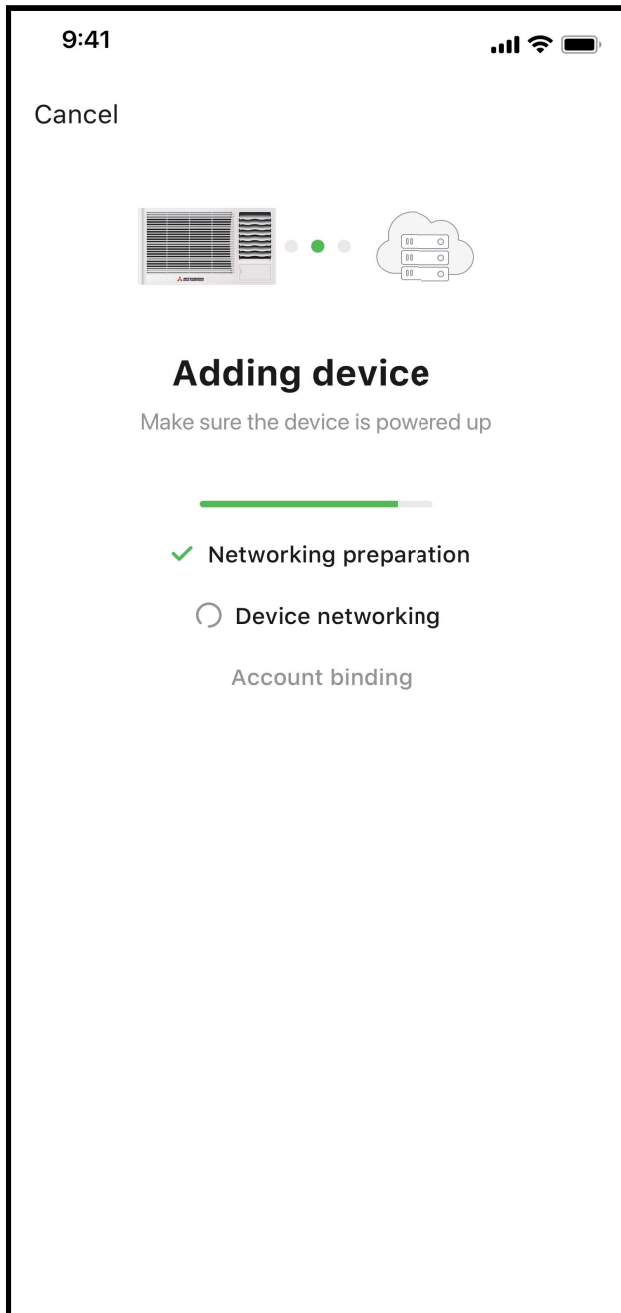 9:41
Cancel
Adding device
Make sure the device is powered up
Networking preparation
Device networking
Account binding